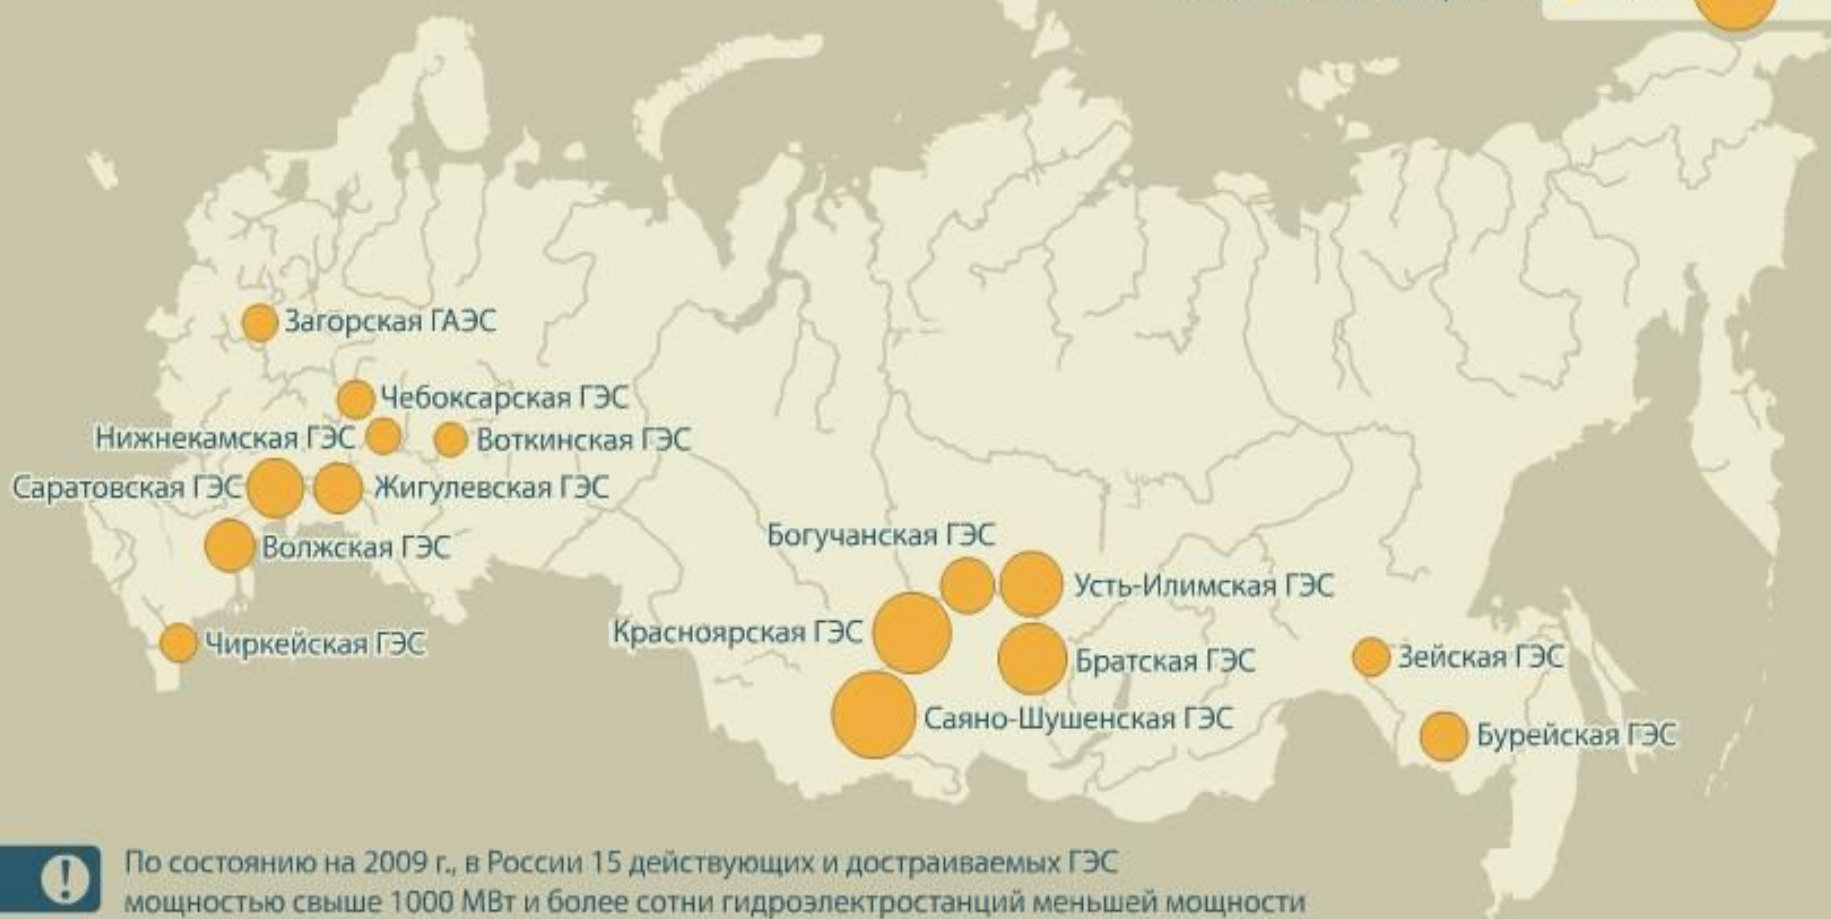 Загорская ГАЭС
Чебоксарская ГЭС
Нижнекамская ГЭС
Воткинская ГЭС
Саратовская ГЭС
Жигулевская ГЭС
Волжская ГЭС
Богучанская ГЭС
Усть-Илимская ГЭС
Красноярская ГЭС
Чиркейская ГЭС
Братская ГЭС
Зейская ГЭС
Саяно-Шушенская ГЭС
Бурейская ГЭС
По состоянию на 2009 г., в России 15 действующих и достраиваемых ГЭС
мощностью свыше 1000 МВт и более сотни гидроэлектростанций меньшей мощности